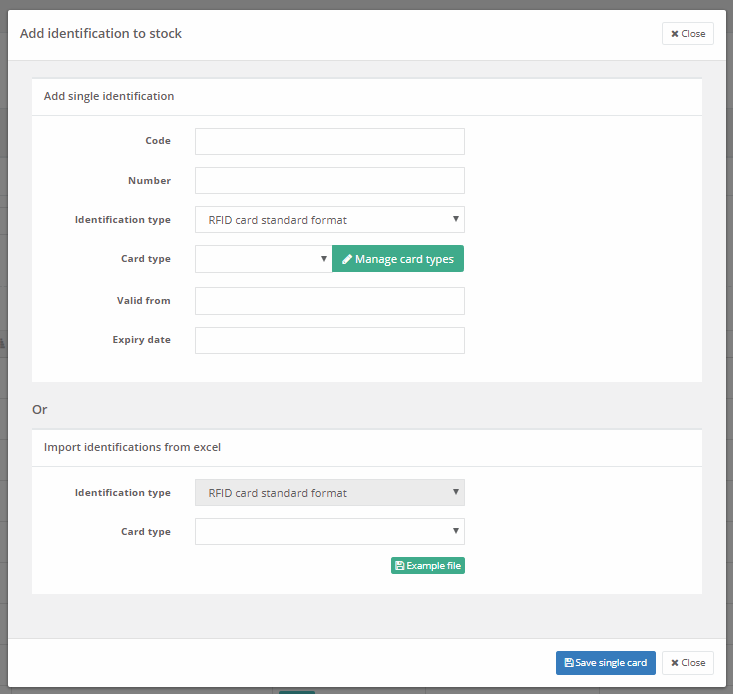 Add identification to stock
Close
Add single identification
Code
Number
Identification type RFID card standard format
Card type Manage card types
Valid from
Expiry date
Or
Import identifications from excel
Identification type RFID card standard format
Card type
Example file
Save single card Close